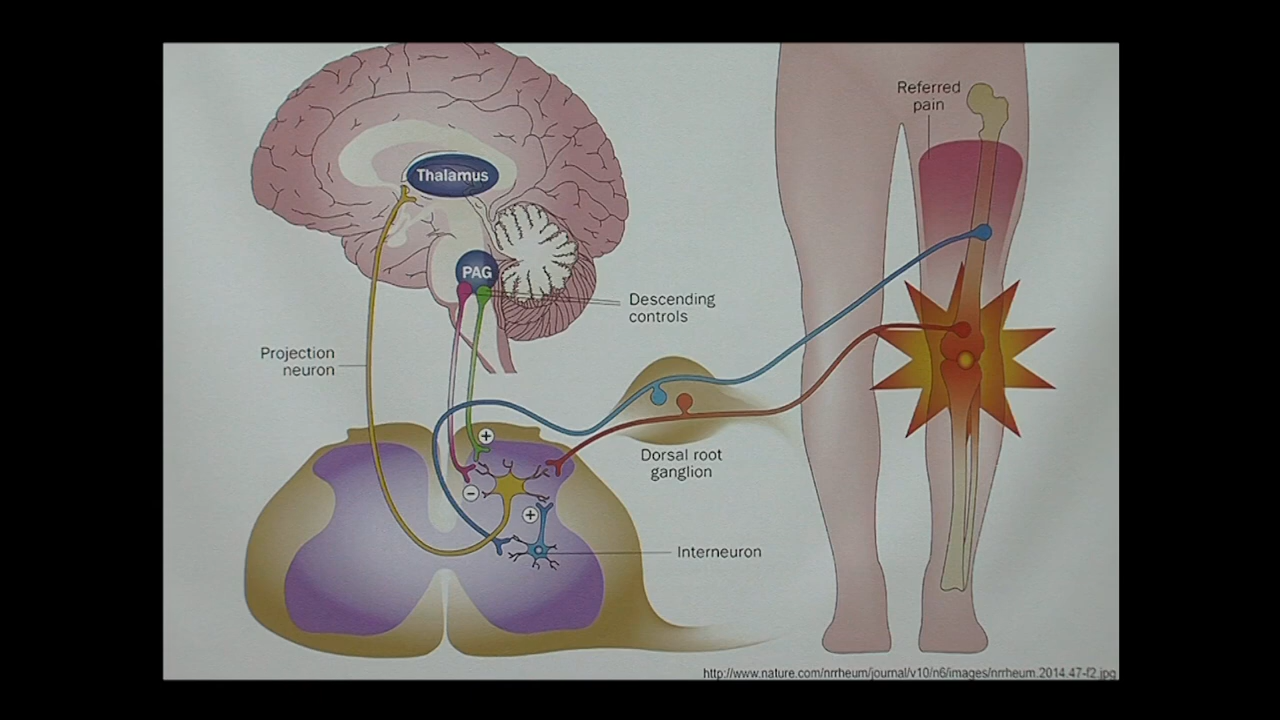 Referred
pain
Thalamus
PAG
Descending
controls
Projection
neuron
+
Dorsal root
ganglion
−
+
Interneuron
http://www.nature.com/nrrheum/journal/v10/n6/images/nrrheum.2014.47-f2.jpg